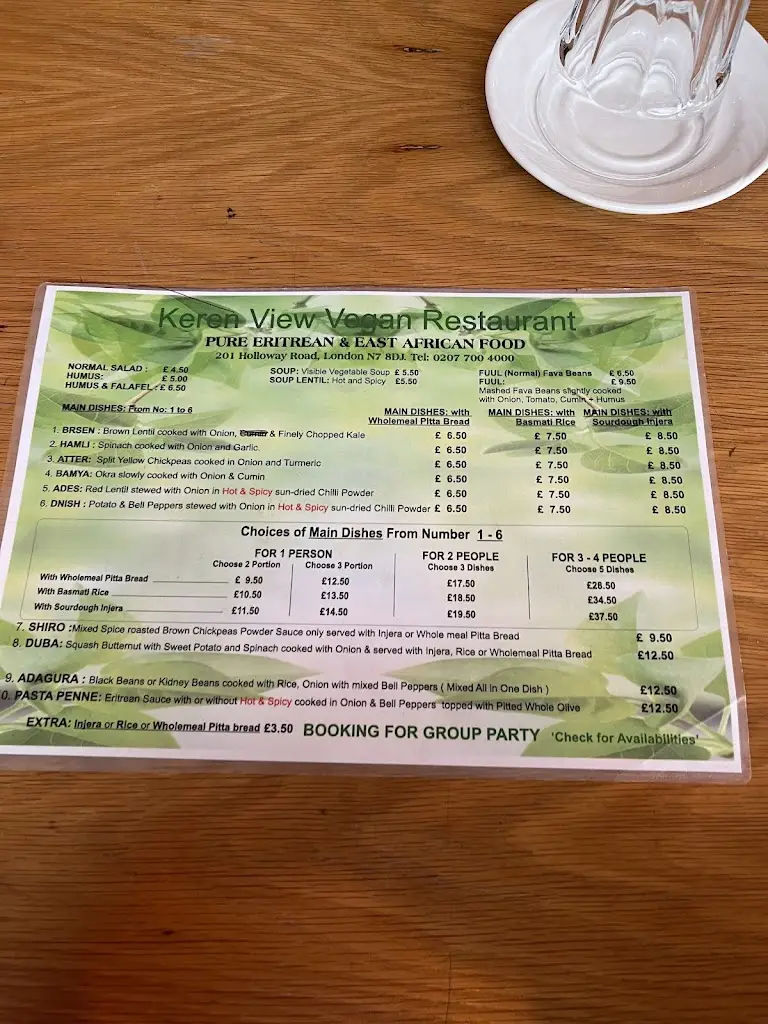 Keren View Vegan Restaurant
PURE ERITREAN & EAST AFRICAN FOOD
201 Holloway Road, London N7 8DJ. Tel: 0207 700 4000
NORMAL SALAD : £ 4.50
HUMUS: £ 5.00
HUMUS & FALAFEL : £ 6.50
SOUP: Visible Vegetable Soup £ 5.50
SOUP LENTIL: Hot and Spicy £5.50
FUUL (Normal) Fava Beans £ 6.50
FUUL: £ 9.50
Mashed Fava Beans slightly cooked
with Onion, Tomato, Cumin + Humus
MAIN DISHES: From No: 1 to 6
MAIN DISHES: with Wholemeal Pitta Bread
MAIN DISHES: with Basmati Rice
MAIN DISHES: with Sourdough Injera
1. BRSEN : Brown Lentil cooked with Onion, & Finely Chopped Kale £ 6.50 £ 7.50 £ 8.50
2. HAMLI : Spinach cooked with Onion and Garlic. £ 6.50 £ 7.50 £ 8.50
3. ATTER: Split Yellow Chickpeas cooked in Onion and Turmeric £ 6.50 £ 7.50 £ 8.50
4. BAMYA: Okra slowly cooked with Onion & Cumin £ 6.50 £ 7.50 £ 8.50
5. ADES: Red Lentil stewed with Onion in Hot & Spicy sun-dried Chilli Powder £ 6.50 £ 7.50 £ 8.50
6. DNISH : Potato & Bell Peppers stewed with Onion in Hot & Spicy sun-dried Chilli Powder £ 6.50 £ 7.50 £ 8.50
Choices of Main Dishes From Number 1 - 6
FOR 1 PERSON FOR 2 PEOPLE FOR 3 - 4 PEOPLE
Choose 2 Portion Choose 3 Portion Choose 3 Dishes Choose 5 Dishes
With Wholemeal Pitta Bread £ 9.50 £12.50 £17.50 £28.50
With Basmati Rice £10.50 £13.50 £18.50 £34.50
With Sourdough Injera £11.50 £14.50 £19.50 £37.50
7. SHIRO :Mixed Spice roasted Brown Chickpeas Powder Sauce only served with Injera or Whole meal Pitta Bread £ 9.50
8. DUBA: Squash Butternut with Sweet Potato and Spinach cooked with Onion & served with Injera, Rice or Wholemeal Pitta Bread £12.50
9. ADAGURA : Black Beans or Kidney Beans cooked with Rice, Onion with mixed Bell Peppers ( Mixed All in One Dish ) £12.50
0. PASTA PENNE: Eritrean Sauce with or without Hot & Spicy cooked in Onion & Bell Peppers topped with Pitted Whole Olive £12.50
EXTRA: Injera or Rice or Wholemeal Pitta bread £3.50 BOOKING FOR GROUP PARTY 'Check for Availabilities'